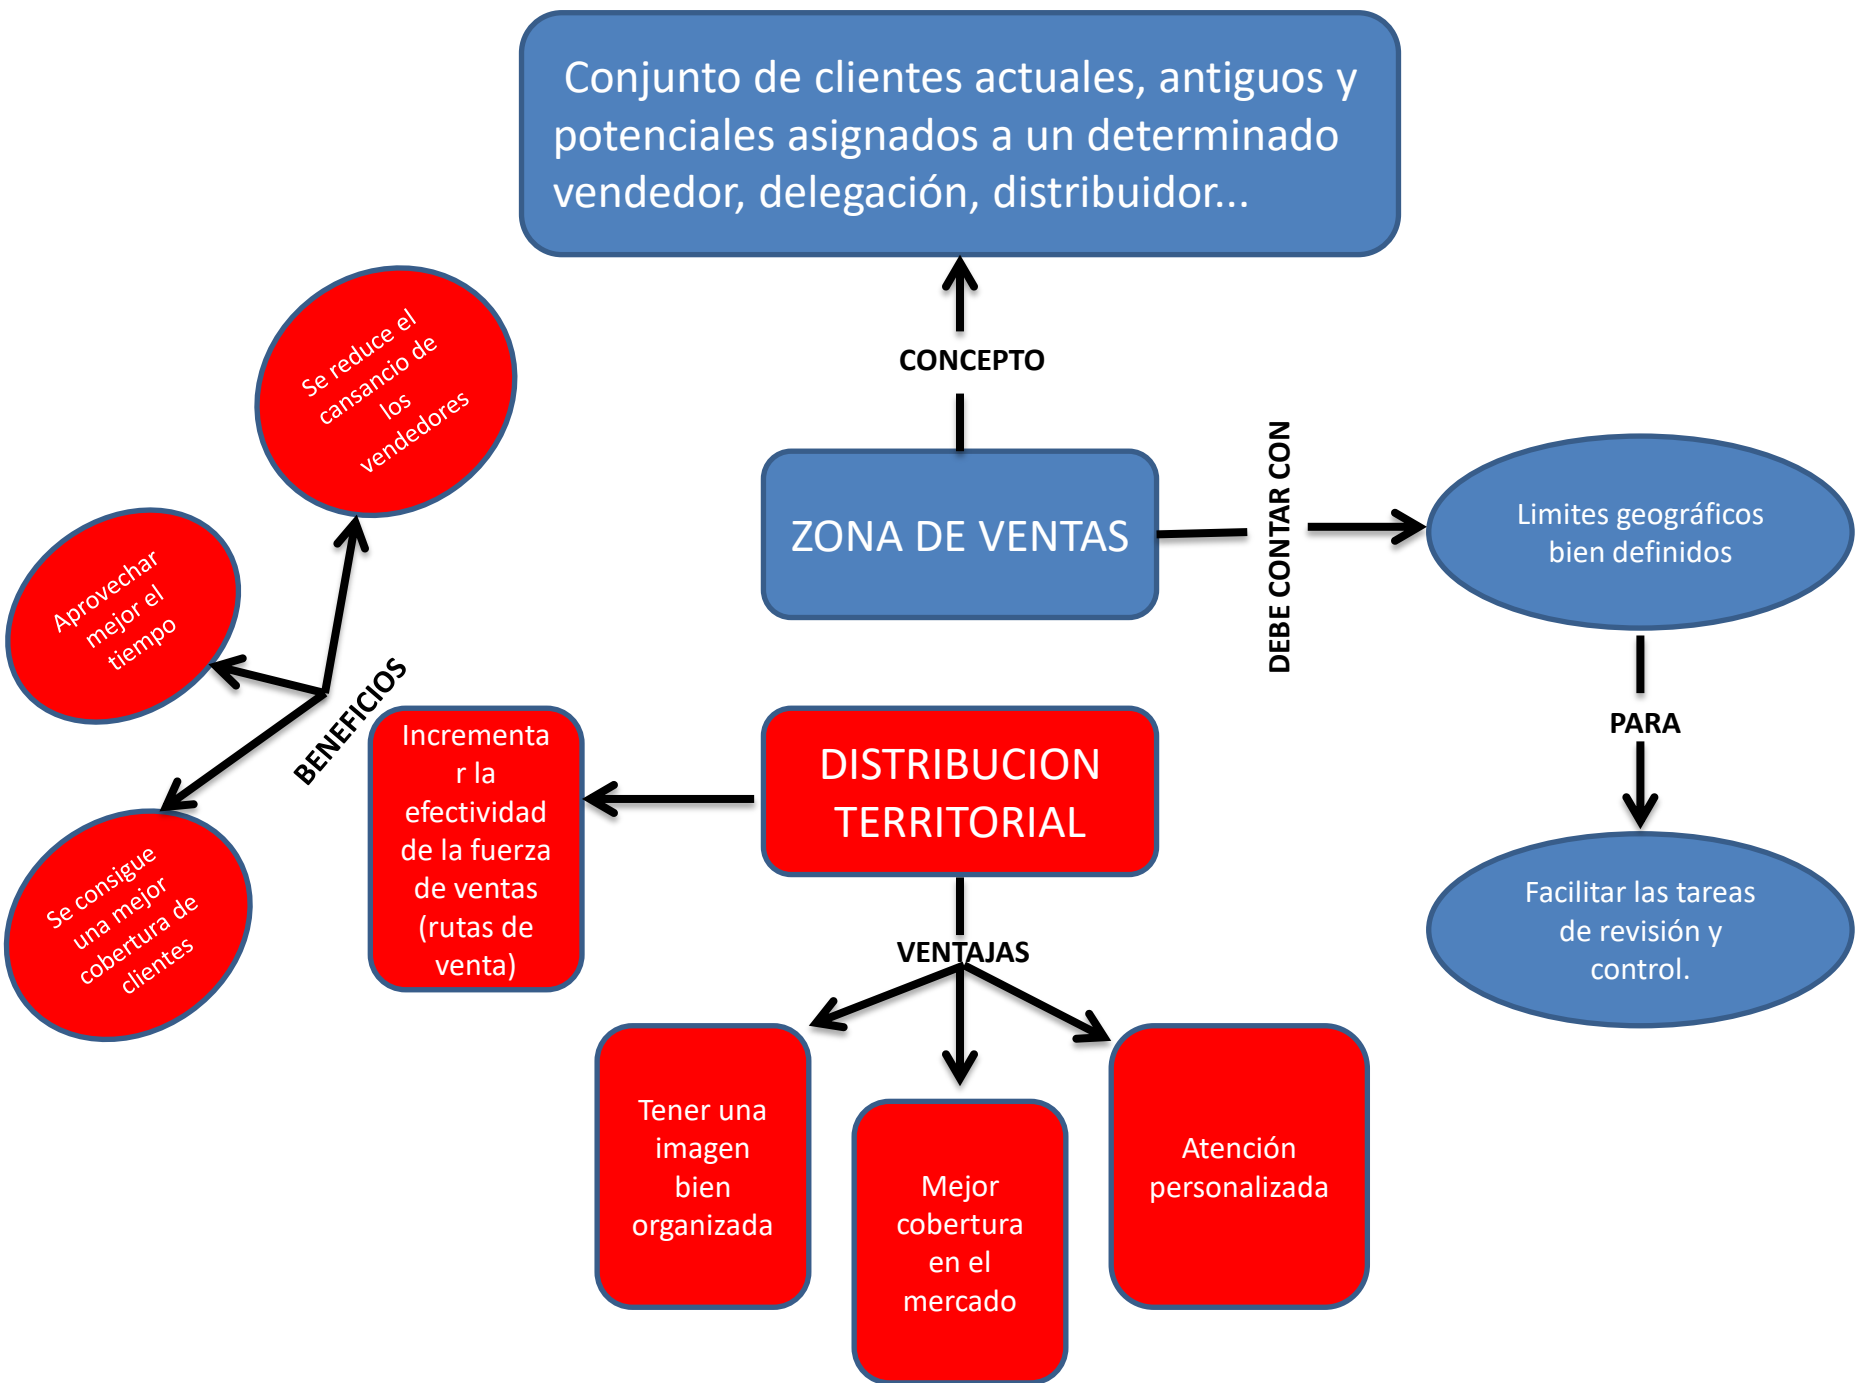 Conjunto de clientes actuales, antiguos y
potenciales asignados a un determinado
vendedor, delegación, distribuidor...
CONCEPTO
ZONA DE VENTAS
DEBE CONTAR CON
Limites geográficos
bien definidos
PARA
Facilitar las tareas
de revisión y
control.
DISTRIBUCION
TERRITORIAL
Incrementa
r la
efectividad
de la fuerza
de ventas
(rutas de
venta)
BENEFICIOS
Se reduce el
cansancio de
los
vendedores
Aprovechar
mejor el
tiempo
Se consigue
una mejor
cobertura de
clientes
VENTAJAS
Tener una
imagen
bien
organizada
Mejor
cobertura
en el
mercado
Atención
personalizada